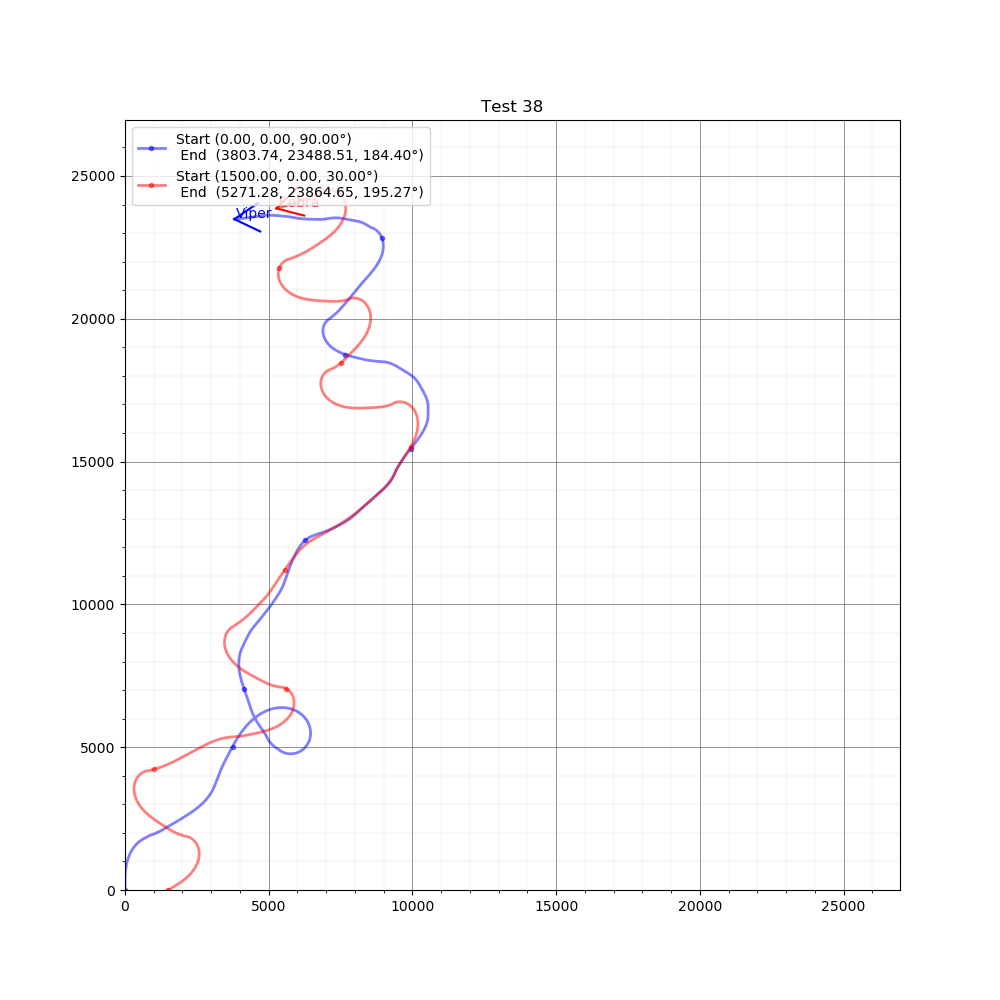 Test 38
Start (0.00, 0.00, 90.00°)
End (3803.74, 23488.51, 184.40°)
Start (1500.00, 0.00, 30.00°)
End (5271.28, 23864.65, 195.27°)
Viper
Cobra
25000
20000
15000
10000
5000
0
0
5000
10000
15000
20000
25000